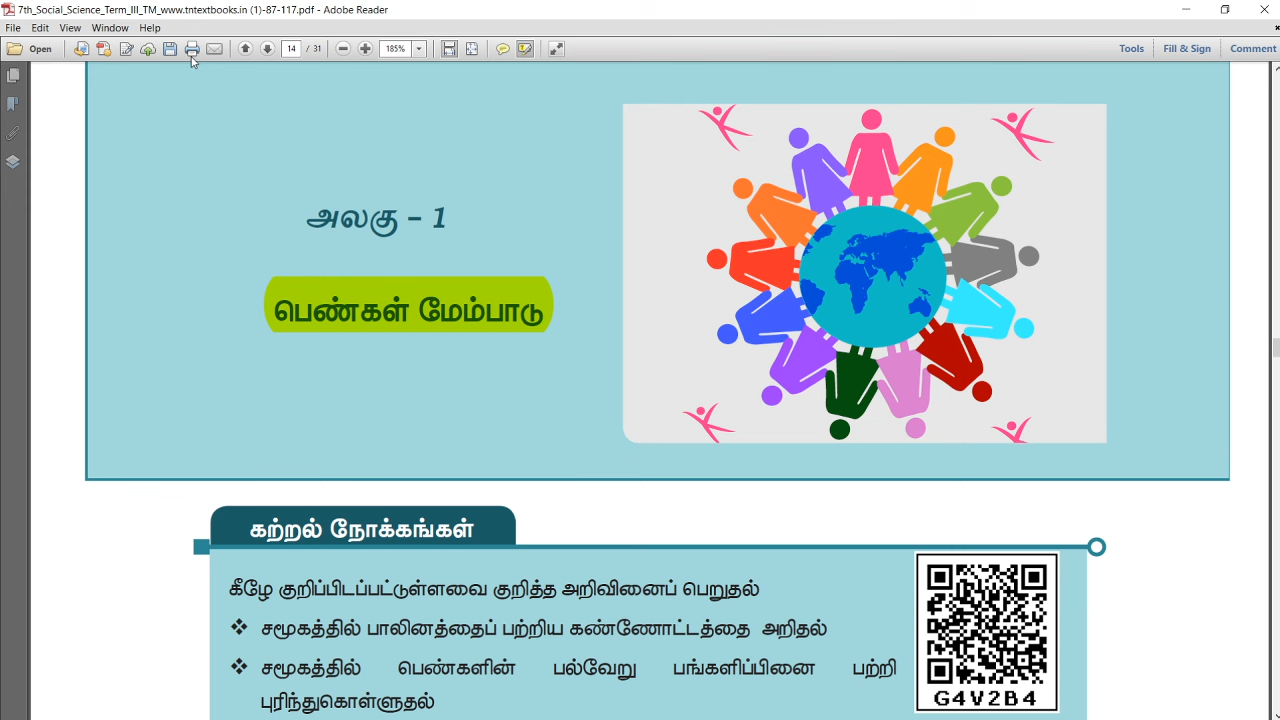 7th_Social_Science_Term_III_TM_www.tntextbooks.in (1)-87-117.pdf - Adobe Reader
File Edit View Window Help
Open 14 / 31 185% Tools Fill & Sign Comment
அலகு - 1
பெண்கள் மேம்பாடு
கற்றல் நோக்கங்கள்
கீழே குறிப்பிடப்பட்டுள்ளவை குறித்த அறிவினைப் பெறுதல்
❖ சமூகத்தில் பாலினத்தைப் பற்றிய கண்ணோட்டத்தை அறிதல்
❖ சமூகத்தில் பெண்களின் பல்வேறு பங்களிப்பினை பற்றி
புரிந்துகொள்ளுதல்
G4V2B4